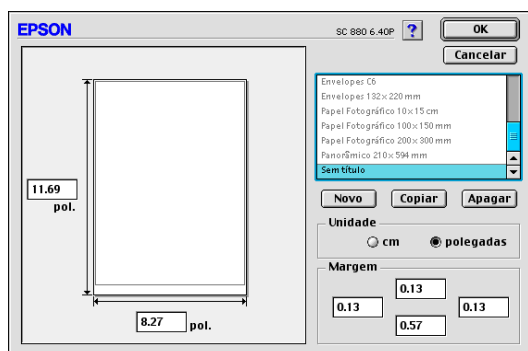 EPSON SC 880 6.40P ? OK
Cancelar
Envelopes C6
Envelopes 132×220 mm
Papel Fotográfico 10×15 cm
Papel Fotográfico 100×150 mm
Papel Fotográfico 200×300 mm
Panorâmico 210×594 mm
Sem título
11.69
pol.
8.27 pol.
Novo Copiar Apagar
Unidade
cm polegadas
Margem
0.13
0.13 0.13
0.57